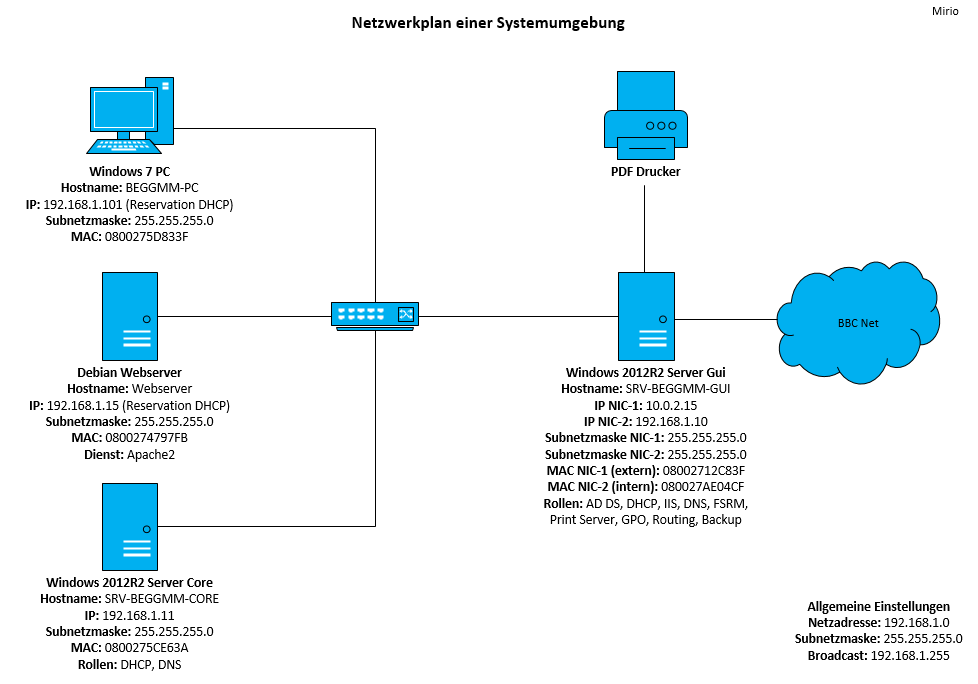 Mirio
Netzwerkplan einer Systemumgebung
Windows 7 PC
Hostname: BEGGMM-PC
IP: 192.168.1.101 (Reservation DHCP)
Subnetzmaske: 255.255.255.0
MAC: 0800275D833F
PDF Drucker
BBC Net
Debian Webserver
Hostname: Webserver
IP: 192.168.1.15 (Reservation DHCP)
Subnetzmaske: 255.255.255.0
MAC: 0800274797FB
Dienst: Apache2
Windows 2012R2 Server Gui
Hostname: SRV-BEGGMM-GUI
IP NIC-1: 10.0.2.15
IP NIC-2: 192.168.1.10
Subnetzmaske NIC-1: 255.255.255.0
Subnetzmaske NIC-2: 255.255.255.0
MAC NIC-1 (extern): 08002712C83F
MAC NIC-2 (intern): 080027AE04CF
Rollen: AD DS, DHCP, IIS, DNS, FSRM,
Print Server, GPO, Routing, Backup
Windows 2012R2 Server Core
Hostname: SRV-BEGGMM-CORE
IP: 192.168.1.11
Subnetzmaske: 255.255.255.0
MAC: 0800275CE63A
Rollen: DHCP, DNS
Allgemeine Einstellungen
Netzadresse: 192.168.1.0
Subnetzmaske: 255.255.255.0
Broadcast: 192.168.1.255